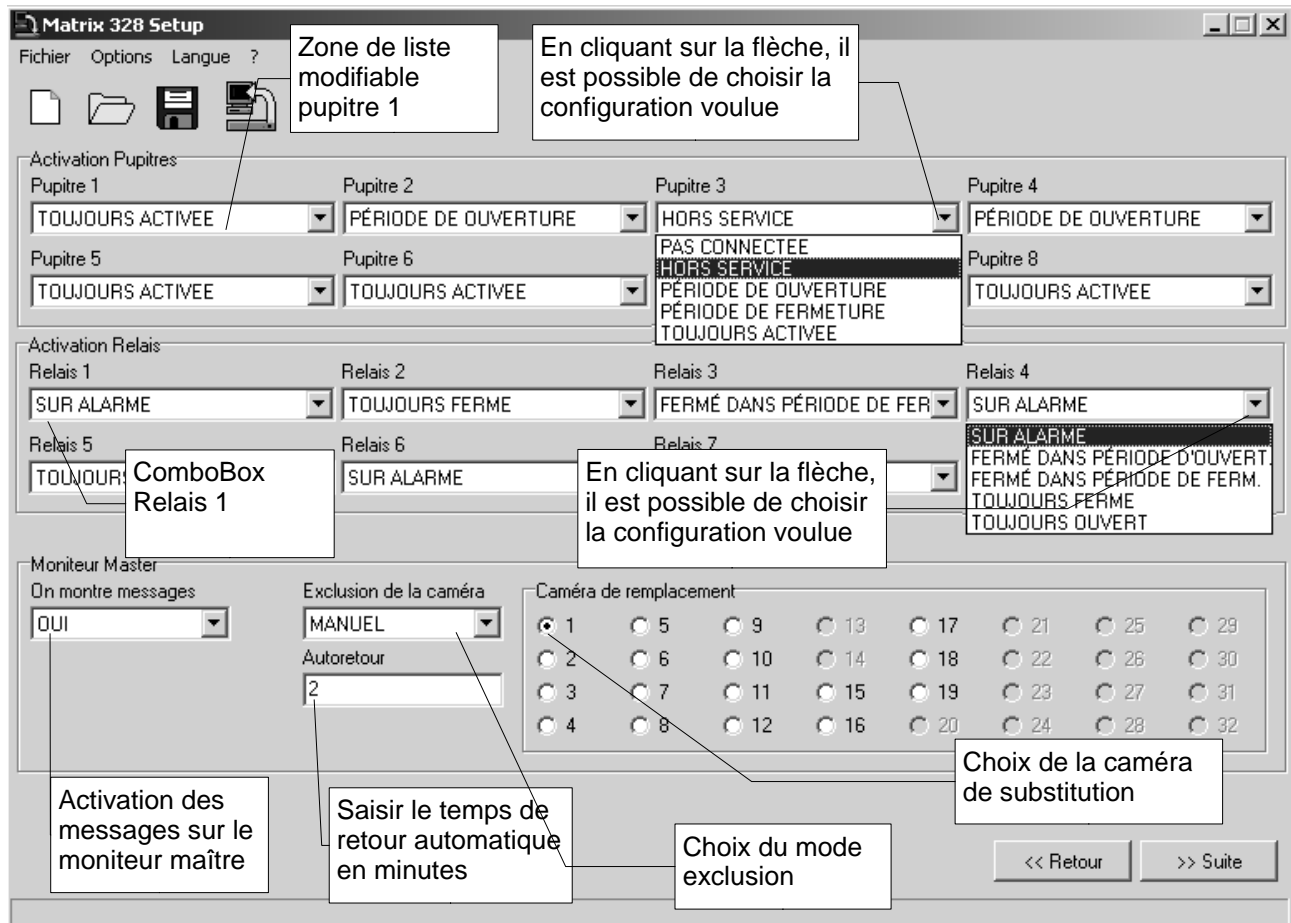 Matrix 328 Setup
Fichier Options Langue ?
Zone de liste
modifiable
pupitre 1
En cliquant sur la flèche, il
est possible de choisir la
configuration voulue
Activation Pupitres
Pupitre 1 Pupitre 2 Pupitre 3 Pupitre 4
TOUJOURS ACTIVEE PÉRIODE DE OUVERTURE HORS SERVICE PÉRIODE DE OUVERTURE
PAS CONNECTEE
HORS SERVICE
PÉRIODE DE OUVERTURE
PÉRIODE DE FERMETURE
TOUJOURS ACTIVEE
Pupitre 5 Pupitre 6 Pupitre 8
TOUJOURS ACTIVEE TOUJOURS ACTIVEE TOUJOURS ACTIVEE
Activation Relais
Relais 1 Relais 2 Relais 3 Relais 4
SUR ALARME TOUJOURS FERME FERMÉ DANS PÉRIODE DE FER SUR ALARME
SUR ALARME
FERMÉ DANS PÉRIODE D'OUVERT.
FERMÉ DANS PÉRIODE DE FERM.
TOUJOURS FERME
TOUJOURS OUVERT
Relais 5 Relais 6 Relais 7
TOUJOURS SUR ALARME
ComboBox
Relais 1
En cliquant sur la flèche,
il est possible de choisir
la configuration voulue
Moniteur Master
On montre messages Exclusion de la caméra Caméra de remplacement
OUI MANUEL
Autoretour
2
1 5 9 13 17 21 25 29
2 6 10 14 18 22 26 30
3 7 11 15 19 23 27 31
4 8 12 16 20 24 28 32
Choix de la caméra
de substitution
Activation des
messages sur le
moniteur maître
Saisir le temps de
retour automatique
en minutes
Choix du mode
exclusion
<< Retour >> Suite